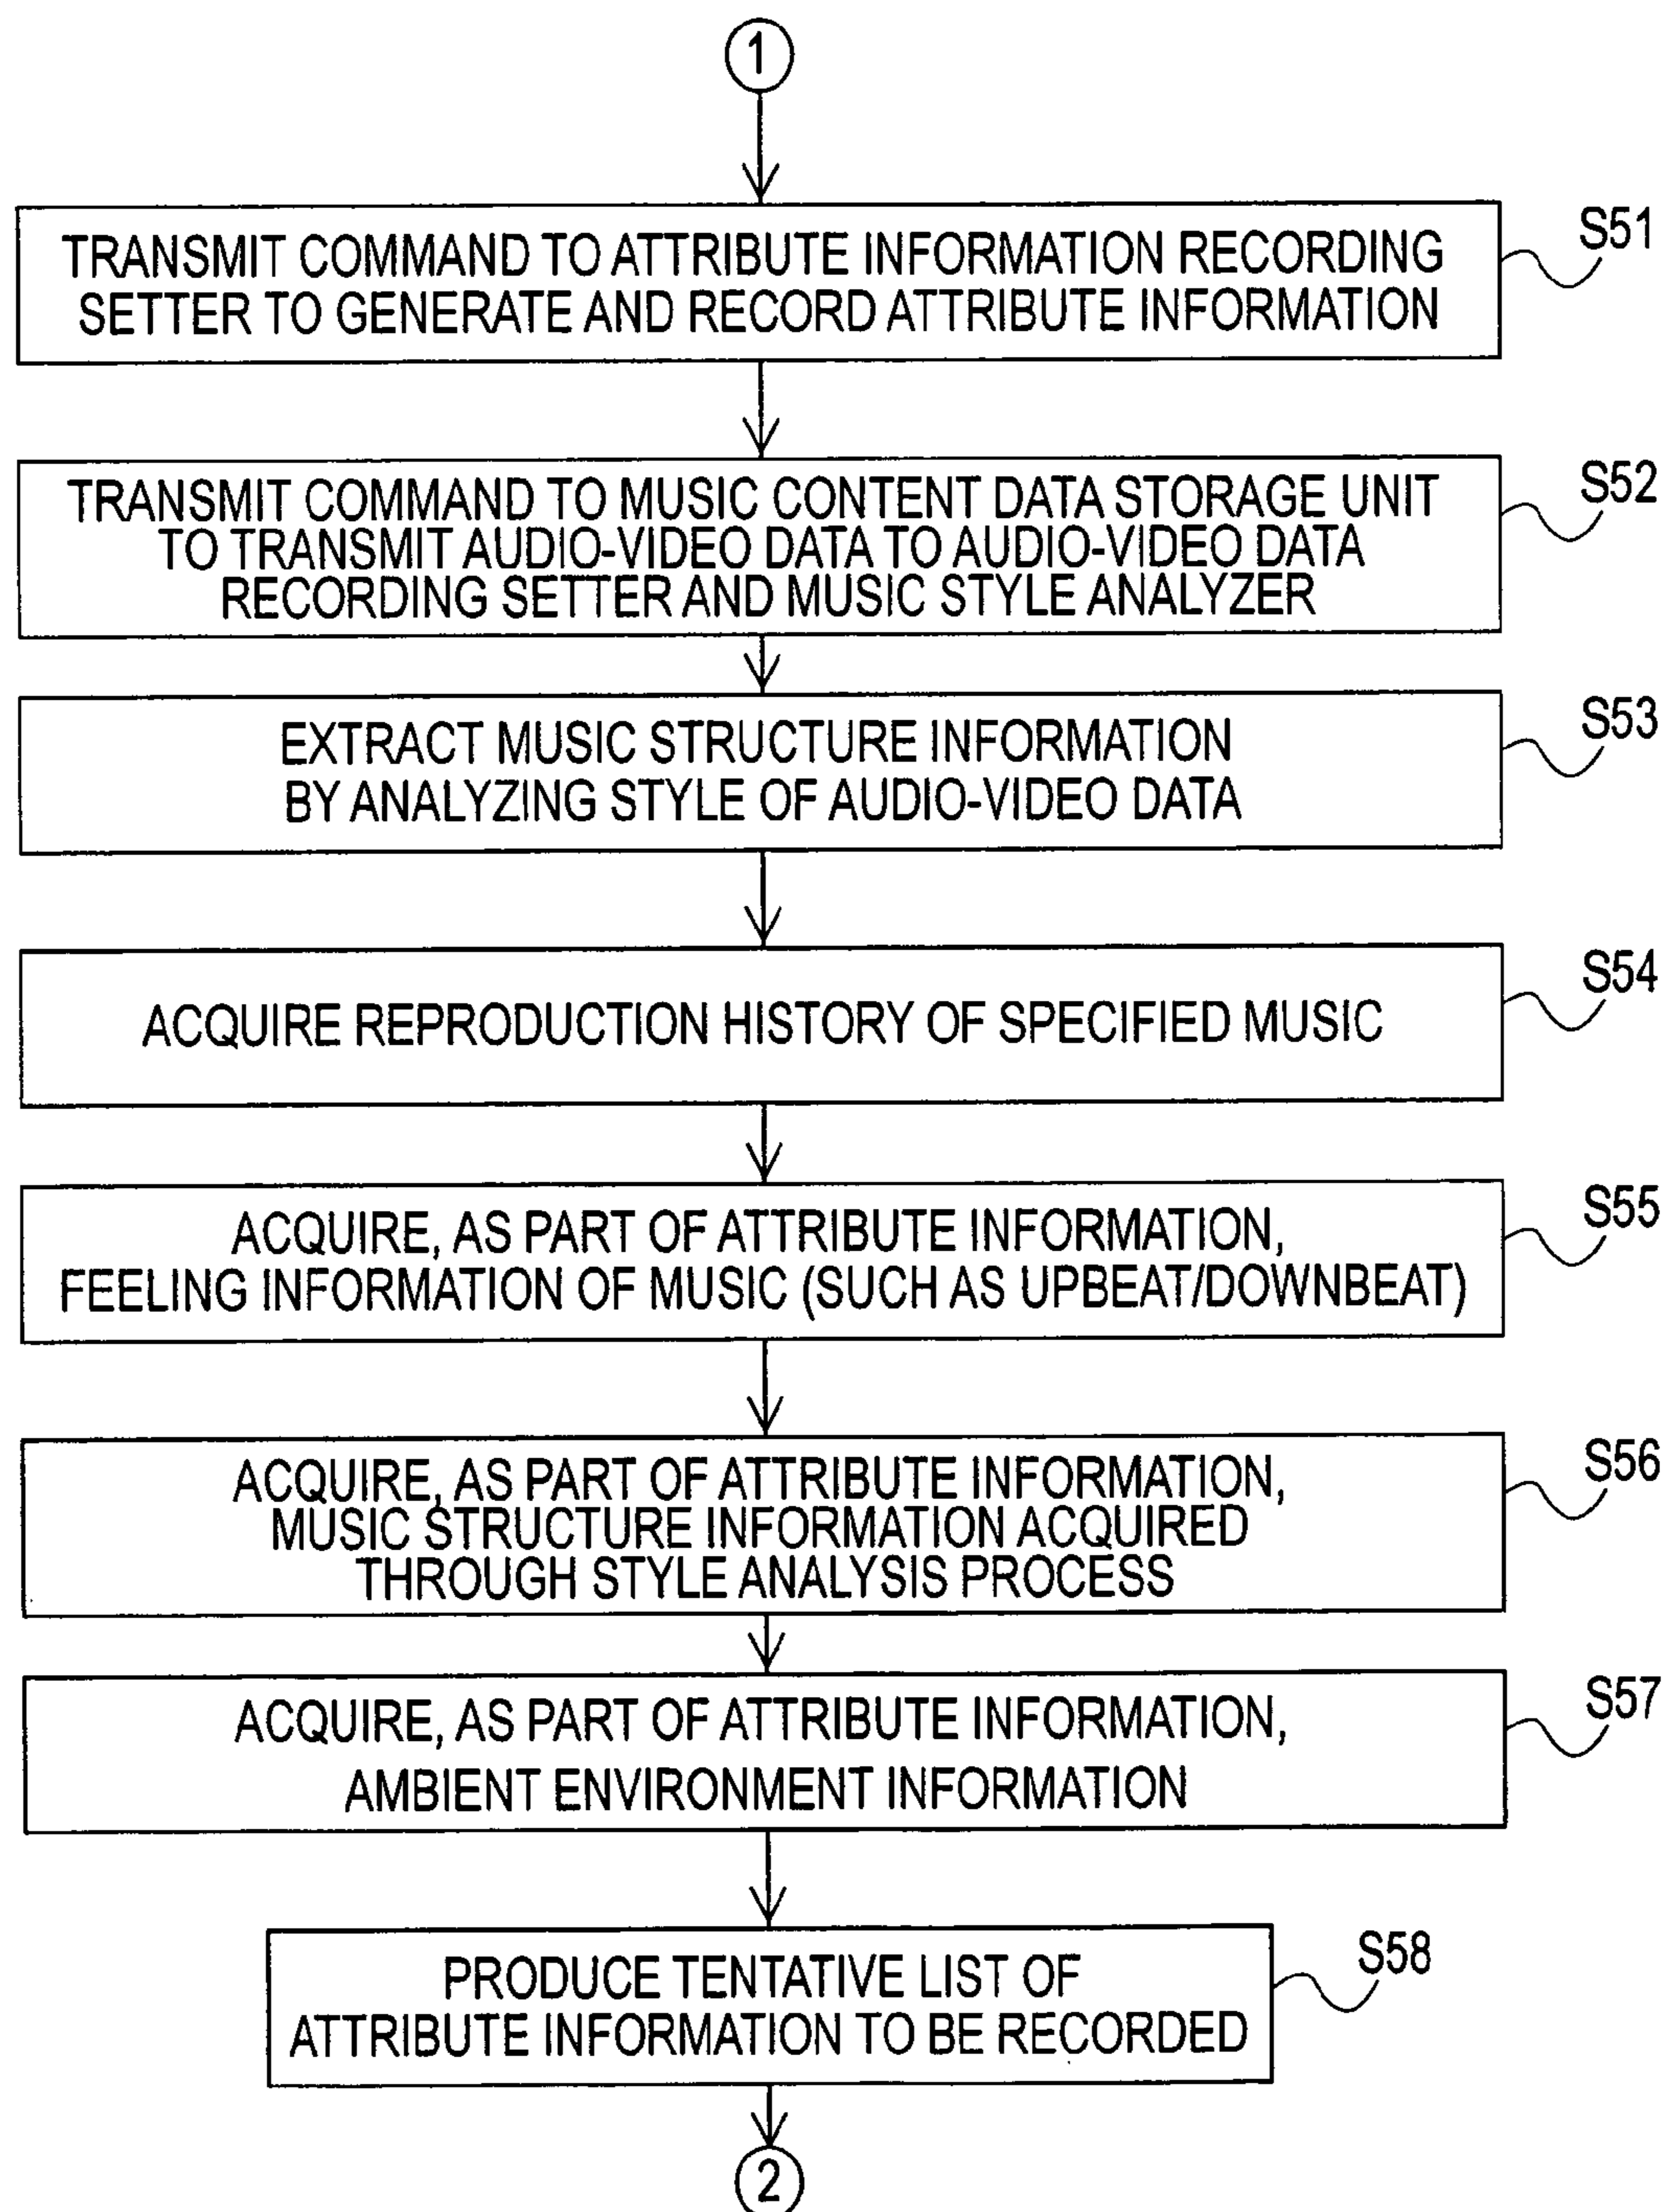 1
TRANSMIT COMMAND TO ATTRIBUTE INFORMATION RECORDING
SETTER TO GENERATE AND RECORD ATTRIBUTE INFORMATION
S51
TRANSMIT COMMAND TO MUSIC CONTENT DATA STORAGE UNIT
TO TRANSMIT AUDIO-VIDEO DATA TO AUDIO-VIDEO DATA
RECORDING SETTER AND MUSIC STYLE ANALYZER
S52
EXTRACT MUSIC STRUCTURE INFORMATION
BY ANALYZING STYLE OF AUDIO-VIDEO DATA
S53
ACQUIRE REPRODUCTION HISTORY OF SPECIFIED MUSIC
S54
ACQUIRE, AS PART OF ATTRIBUTE INFORMATION,
FEELING INFORMATION OF MUSIC (SUCH AS UPBEAT/DOWNBEAT)
S55
ACQUIRE, AS PART OF ATTRIBUTE INFORMATION,
MUSIC STRUCTURE INFORMATION ACQUIRED
THROUGH STYLE ANALYSIS PROCESS
S56
ACQUIRE, AS PART OF ATTRIBUTE INFORMATION,
AMBIENT ENVIRONMENT INFORMATION
S57
PRODUCE TENTATIVE LIST OF
ATTRIBUTE INFORMATION TO BE RECORDED
S58
2